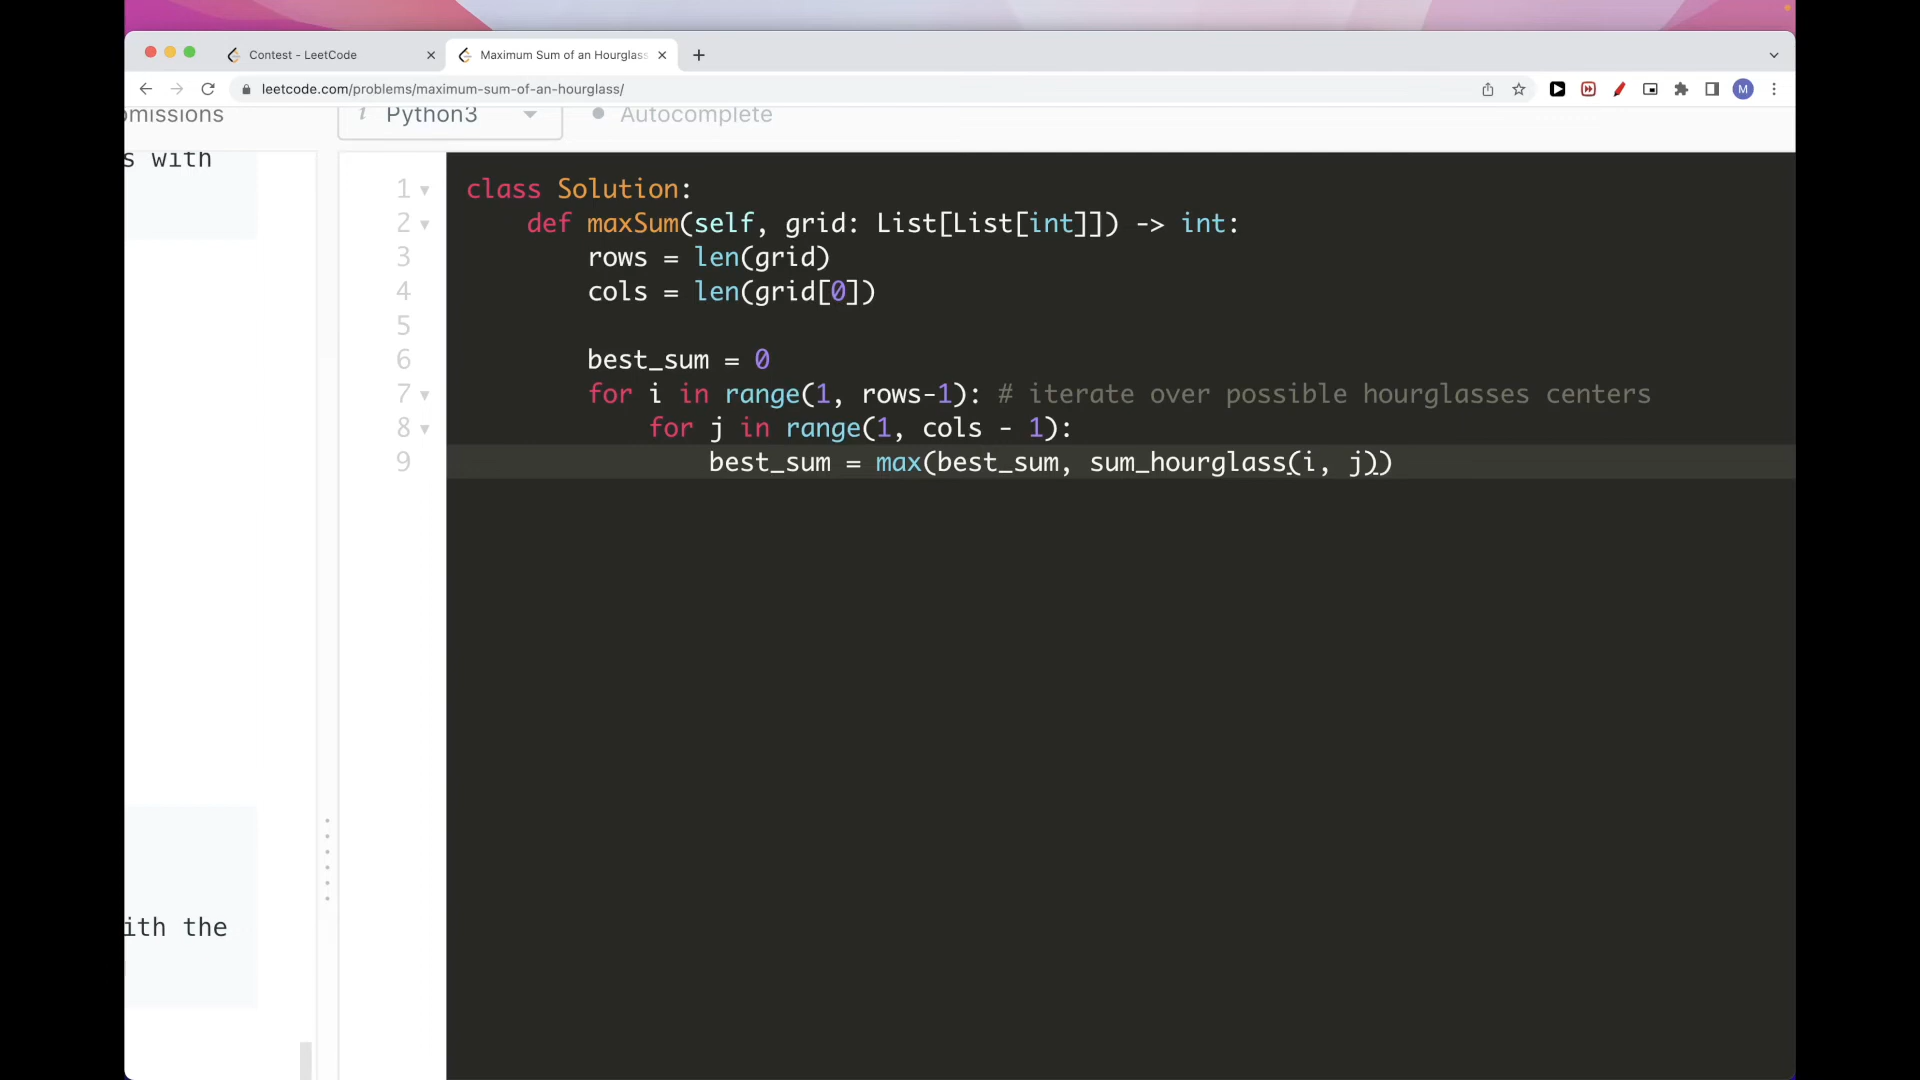 Contest - LeetCode
Maximum Sum of an Hourglass
leetcode.com/problems/maximum-sum-of-an-hourglass/
M
omissions
i Python3
Autocomplete
s with
1 class Solution:
2 def maxSum(self, grid: List[List[int]]) -> int:
3 rows = len(grid)
4 cols = len(grid[0])
5
6 best_sum = 0
7 for i in range(1, rows-1): # iterate over possible hourglasses centers
8 for j in range(1, cols - 1):
9 best_sum = max(best_sum, sum_hourglass(i, j))
ith the